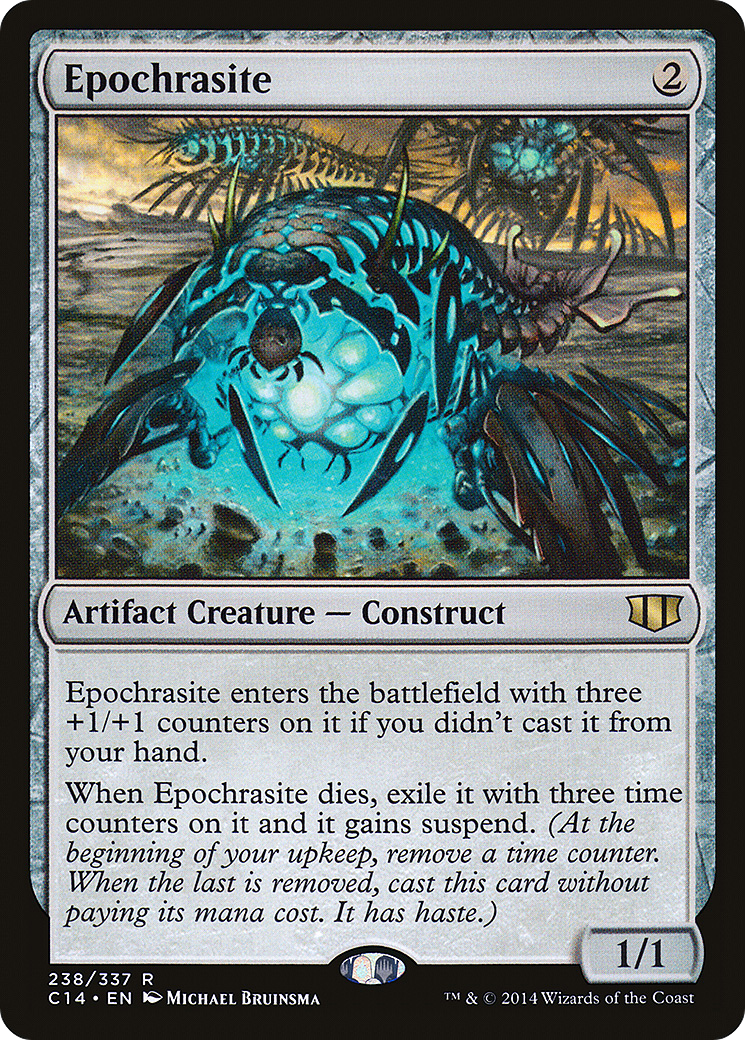 Epochrasite 2
Artifact Creature — Construct
Epochrasite enters the battlefield with three
+1/+1 counters on it if you didn't cast it from
your hand.
When Epochrasite dies, exile it with three time
counters on it and it gains suspend. (At the
beginning of your upkeep, remove a time counter.
When the last is removed, cast this card without
paying its mana cost. It has haste.)
1/1
238/337 R
C14 • EN Michael Bruinsma
™ & © 2014 Wizards of the Coast